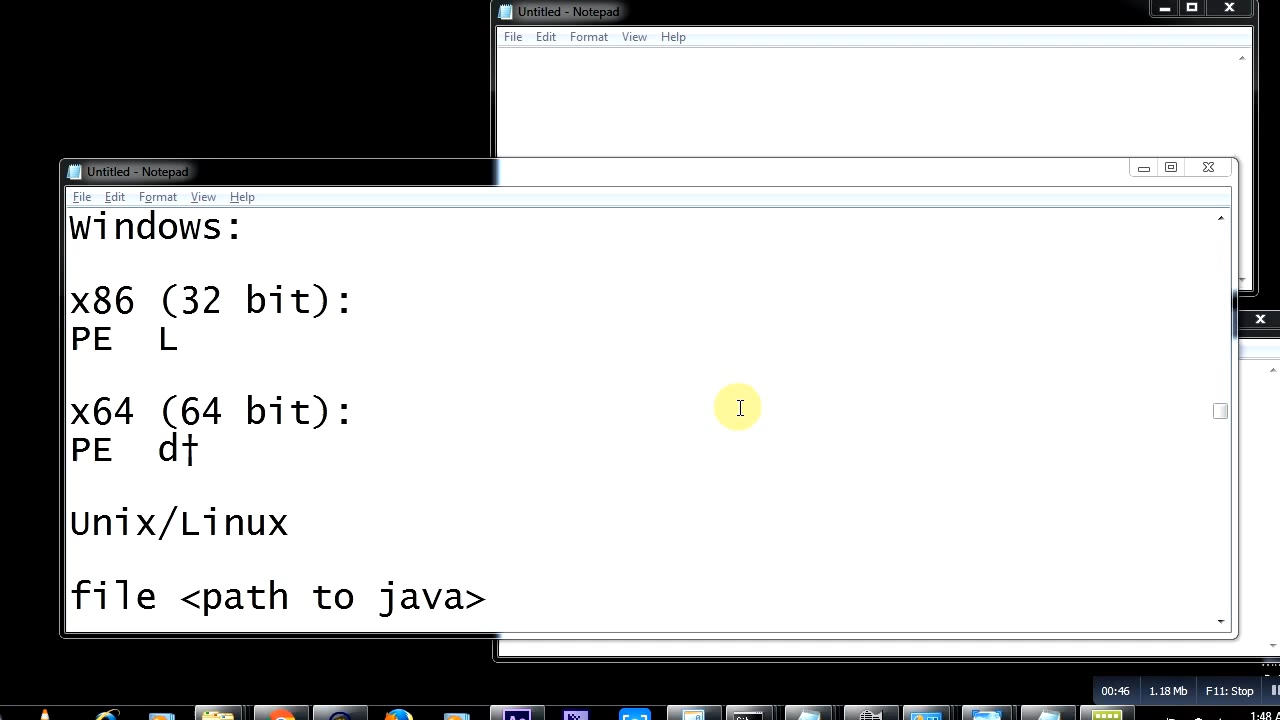 Untitled - Notepad
File Edit Format View Help
Untitled - Notepad
File Edit Format View Help
Windows:
x86 (32 bit):
PE L
x64 (64 bit):
PE d†
Unix/Linux
file <path to java>
00:46 1.18 Mb F11: Stop